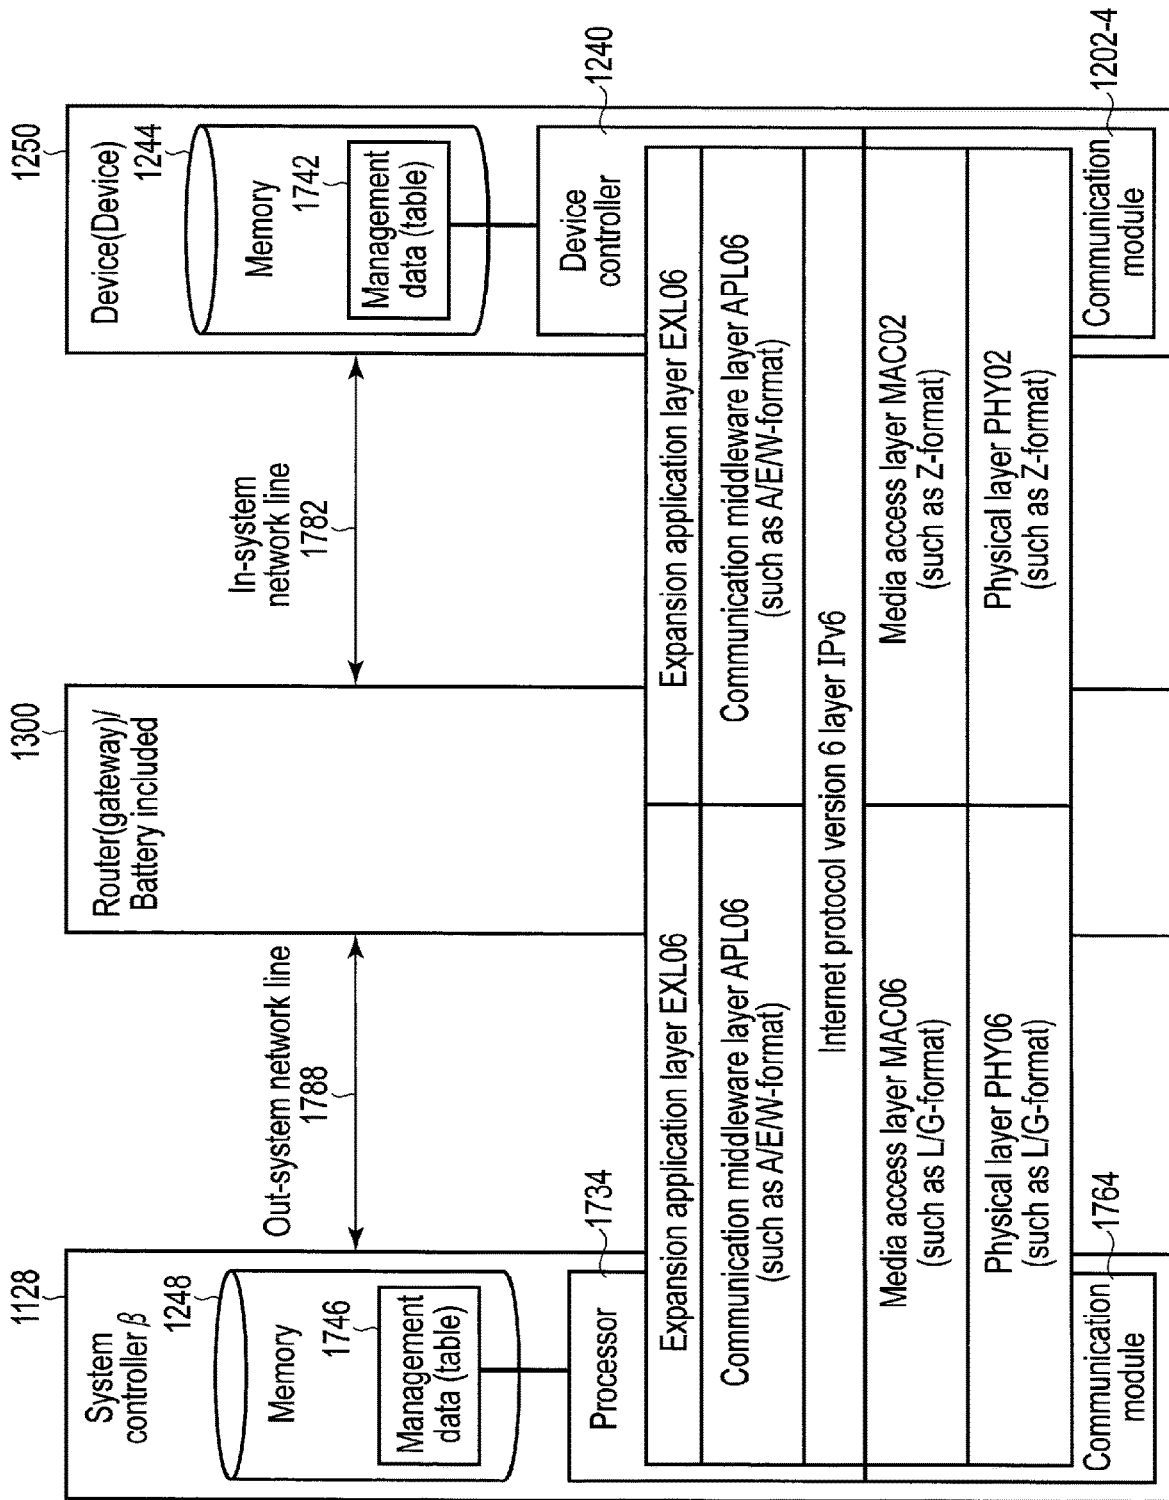 1128
System
controller β
1248
Memory
1746
Management
data (table)
1734
Processor
Out-system network line
1788
1300
Router(gateway)/
Battery included
In-system
network line
1782
1250
Device(Device)
1244
Memory
1742
Management
data (table)
1240
Device
controller
Expansion application layer EXL06
Expansion application layer EXL06
Communication middleware layer APL06
(such as A/E/W-format)
Communication middleware layer APL06
(such as A/E/W-format)
Internet protocol version 6 layer IPv6
Media access layer MAC06
(such as L/G-format)
Media access layer MAC02
(such as Z-format)
Physical layer PHY06
(such as L/G-format)
Physical layer PHY02
(such as Z-format)
1764
Communication
module
1202-4
Communication
module